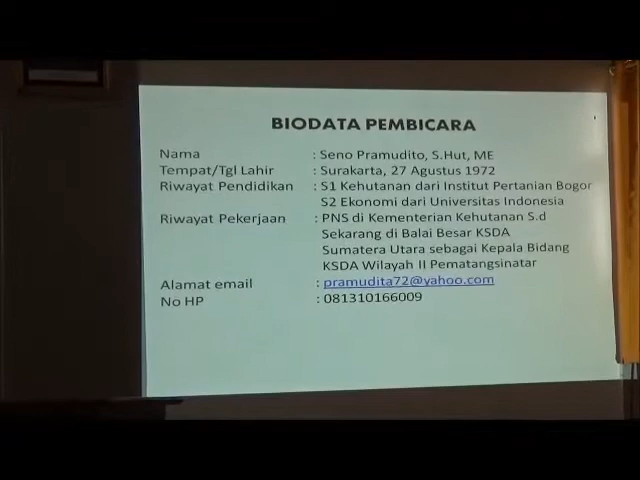 BIODATA PEMBICARA
Nama : Seno Pramudito, S.Hut, ME
Tempat/Tgl Lahir : Surakarta, 27 Agustus 1972
Riwayat Pendidikan : S1 Kehutanan dari Institut Pertanian Bogor
S2 Ekonomi dari Universitas Indonesia
Riwayat Pekerjaan : PNS di Kementerian Kehutanan S.d
Sekarang di Balai Besar KSDA
Sumatera Utara sebagai Kepala Bidang
KSDA Wilayah II Pematangsinatar
Alamat email : pramudita72@yahoo.com
No HP : 081310166009